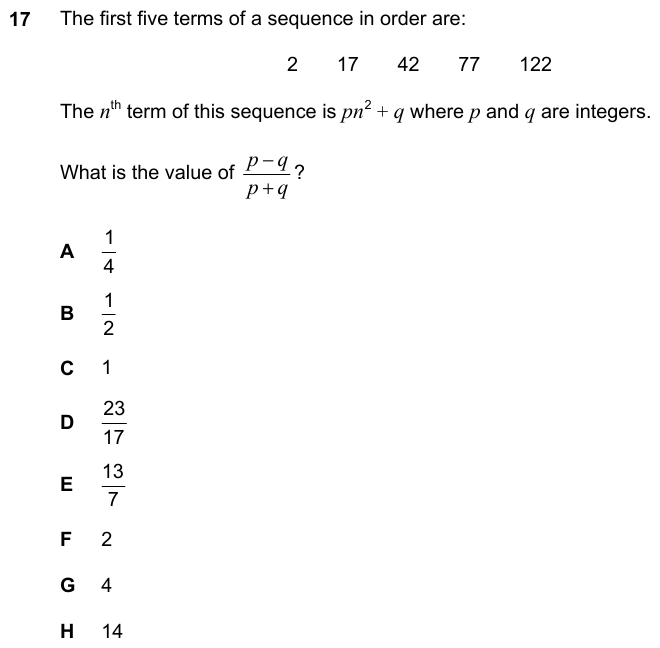 17 The first five terms of a sequence in order are:
2 17 42 77 122
The nᵗʰ term of this sequence is pn² + q where p and q are integers.
What is the value of (p − q)/(p + q)?
A 1/4
B 1/2
C 1
D 23/17
E 13/7
F 2
G 4
H 14